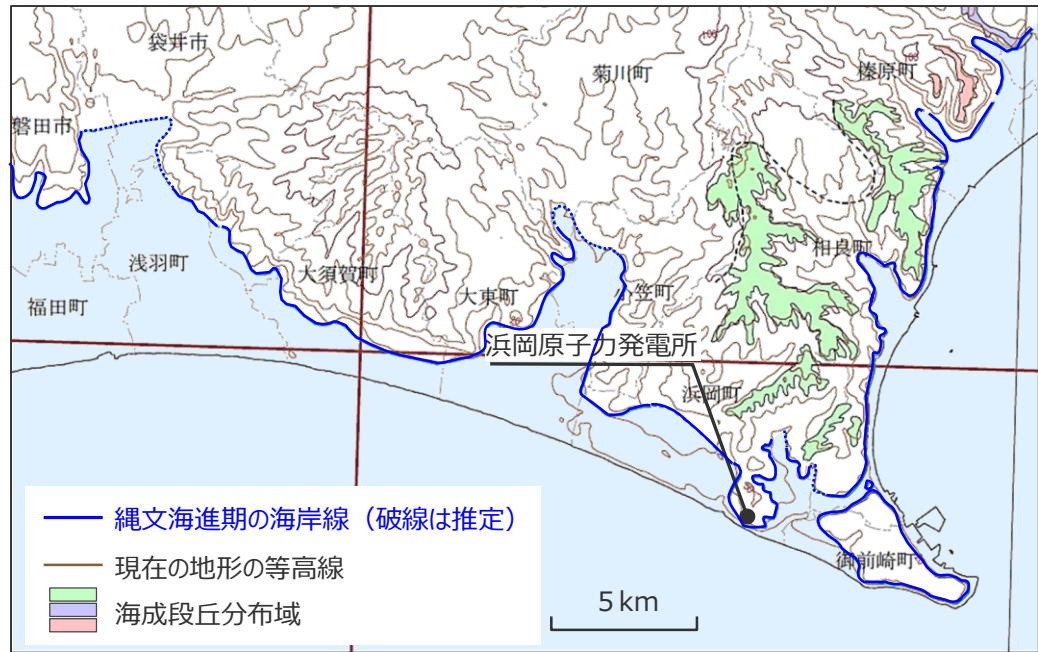 袋井市
菊川町
榛原町
磐田市
浅羽町
大須賀町
相良町
福田町
大東町
小笠町
浜岡原子力発電所
浜岡町
縄文海進期の海岸線（破線は推定）
現在の地形の等高線
御前崎町
海成段丘分布域
5 km